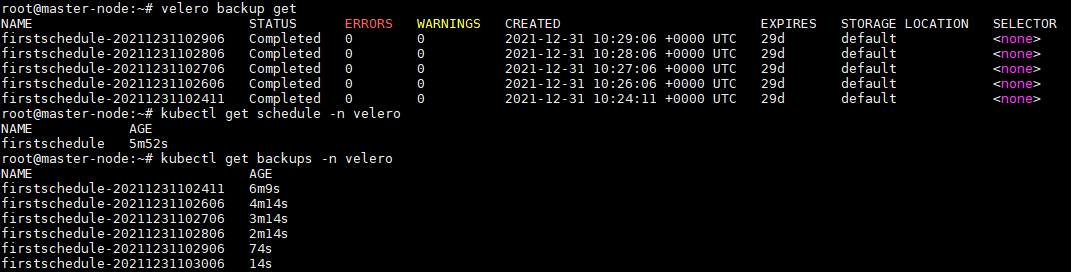 root@master-node:~# velero backup get
NAME STATUS ERRORS WARNINGS CREATED EXPIRES STORAGE LOCATION SELECTOR
firstschedule-20211231102906 Completed 0 0 2021-12-31 10:29:06 +0000 UTC 29d default <none>
firstschedule-20211231102806 Completed 0 0 2021-12-31 10:28:06 +0000 UTC 29d default <none>
firstschedule-20211231102706 Completed 0 0 2021-12-31 10:27:06 +0000 UTC 29d default <none>
firstschedule-20211231102606 Completed 0 0 2021-12-31 10:26:06 +0000 UTC 29d default <none>
firstschedule-20211231102411 Completed 0 0 2021-12-31 10:24:11 +0000 UTC 29d default <none>
root@master-node:~# kubectl get schedule -n velero
NAME AGE
firstschedule 5m52s
root@master-node:~# kubectl get backups -n velero
NAME AGE
firstschedule-20211231102411 6m9s
firstschedule-20211231102606 4m14s
firstschedule-20211231102706 3m14s
firstschedule-20211231102806 2m14s
firstschedule-20211231102906 74s
firstschedule-20211231103006 14s